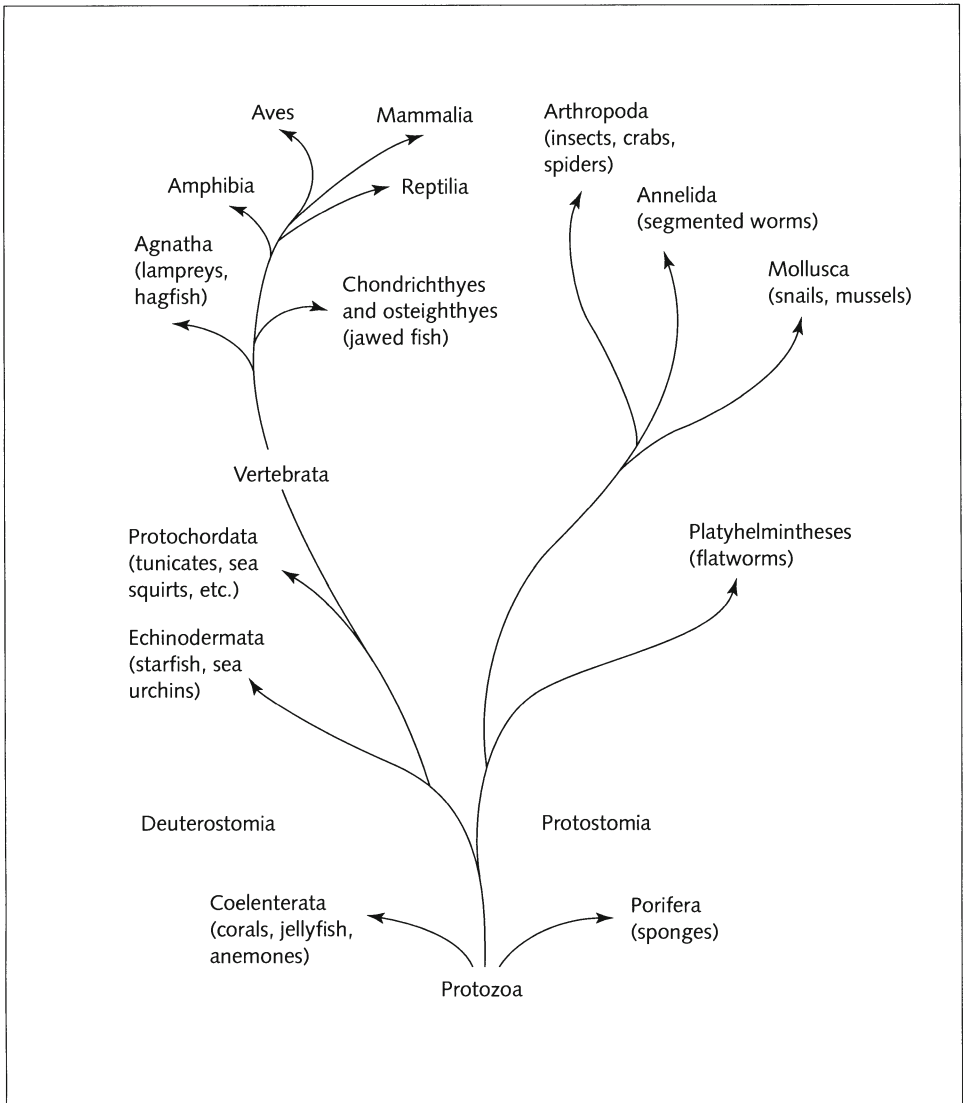 Aves
Mammalia
Amphibia
Reptilia
Agnatha
(lampreys,
hagfish)
Chondrichthyes
and osteighthyes
(jawed fish)
Arthropoda
(insects, crabs,
spiders)
Annelida
(segmented worms)
Mollusca
(snails, mussels)
Vertebrata
Protochordata
(tunicates, sea
squirts, etc.)
Platyhelmintheses
(flatworms)
Echinodermata
(starfish, sea
urchins)
Deuterostomia
Protostomia
Coelenterata
(corals, jellyfish,
anemones)
Porifera
(sponges)
Protozoa